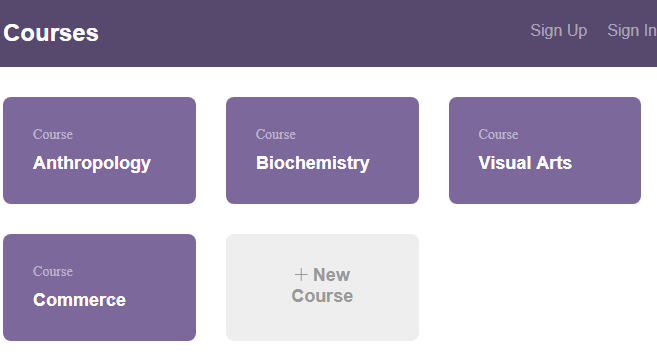 Courses
Sign Up
Sign In
Course
Anthropology
Course
Biochemistry
Course
Visual Arts
Course
Commerce
+ New
Course